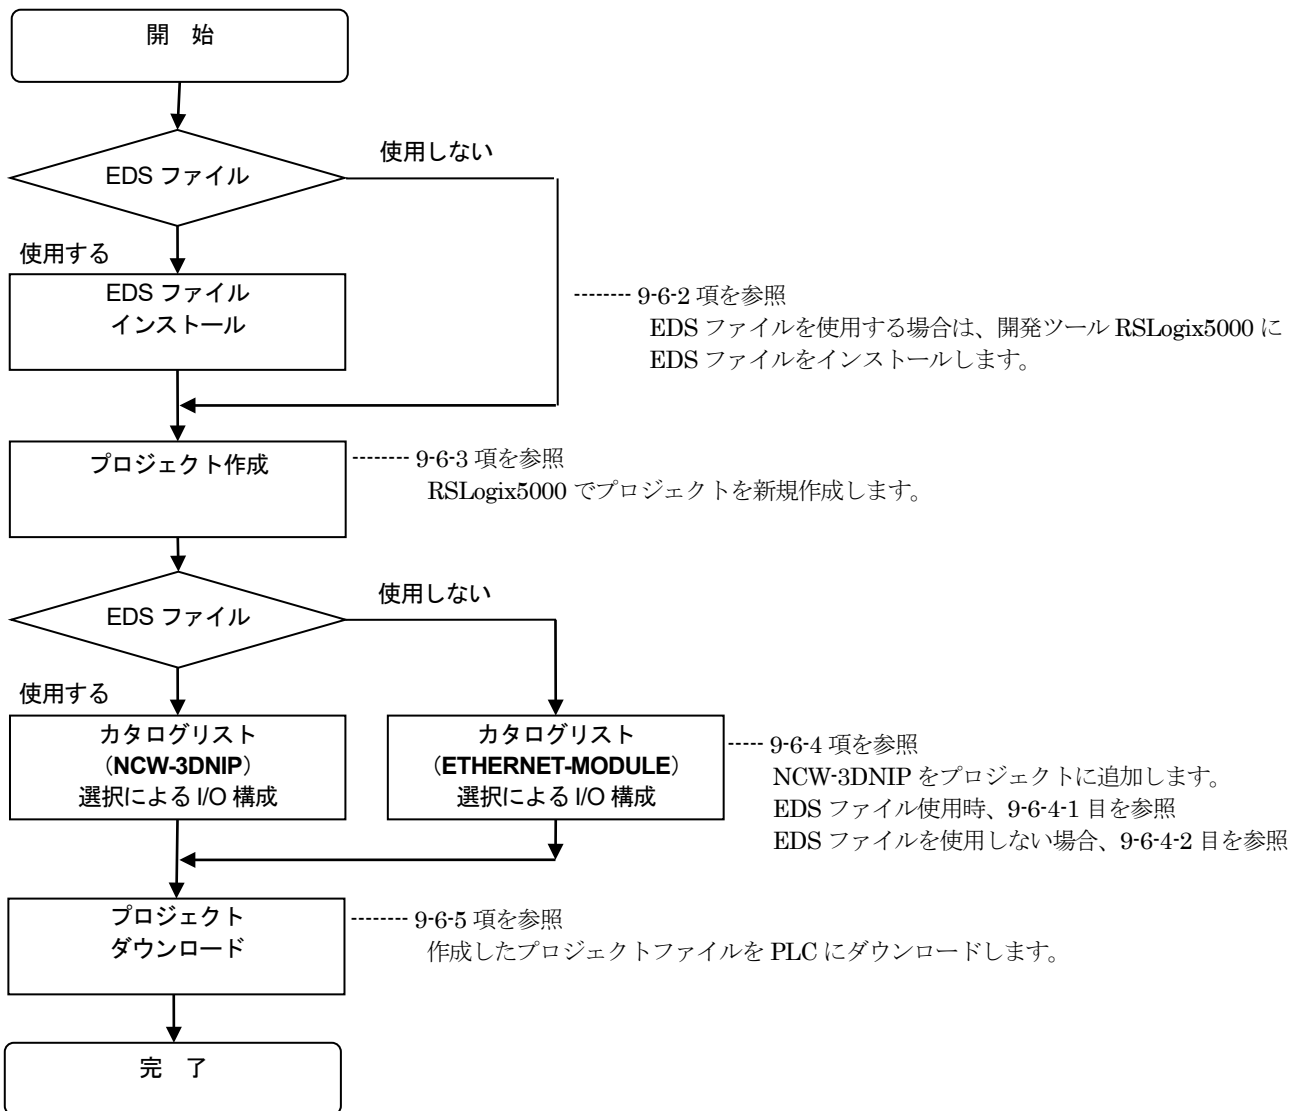 開　始
EDS ファイル
使用しない
使用する
EDS ファイル
インストール
-------- 9-6-2 項を参照
EDS ファイルを使用する場合は、開発ツール RSLogix5000 に
EDS ファイルをインストールします。
プロジェクト作成
-------- 9-6-3 項を参照
RSLogix5000 でプロジェクトを新規作成します。
EDS ファイル
使用しない
使用する
カタログリスト
（NCW-3DNIP）
選択による I/O 構成
カタログリスト
（ETHERNET-MODULE）
選択による I/O 構成
----- 9-6-4 項を参照
NCW-3DNIP をプロジェクトに追加します。
EDS ファイル使用時、9-6-4-1 目を参照
EDS ファイルを使用しない場合、9-6-4-2 目を参照
プロジェクト
ダウンロード
-------- 9-6-5 項を参照
作成したプロジェクトファイルを PLC にダウンロードします。
完　了